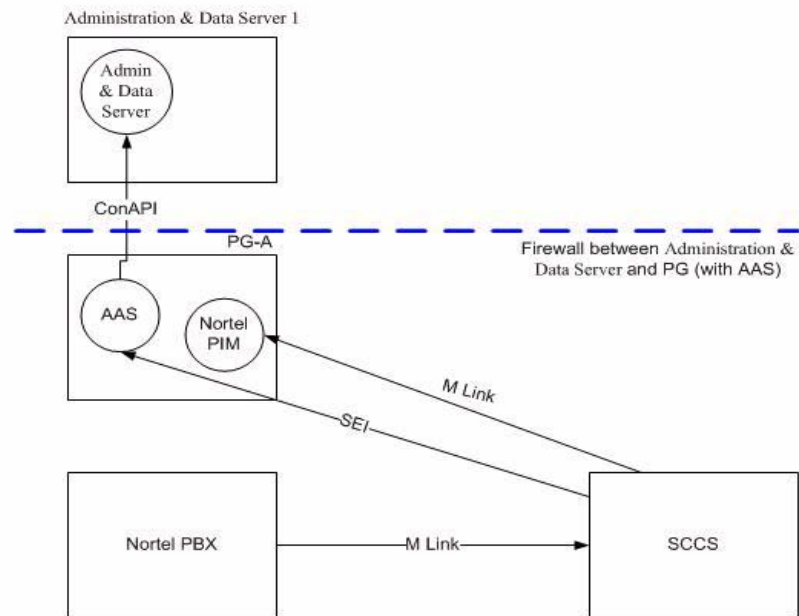 Administration & Data Server 1
Admin
& Data
Server
ConAPI
PG-A
Firewall between Administration &
Data Server and PG (with AAS)
AAS
Nortel
PIM
M Link
SEI
Nortel PBX
M Link
SCCS